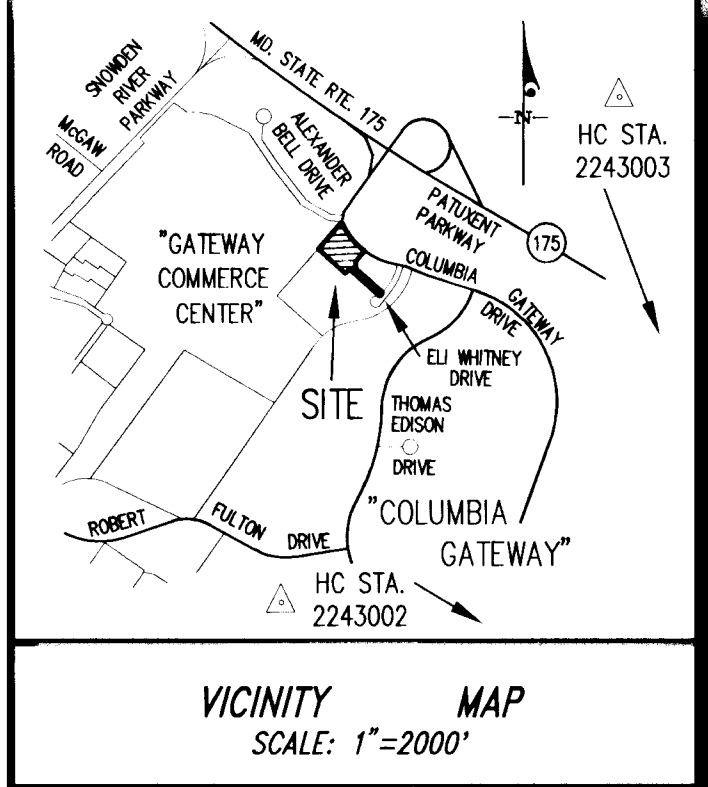 SNOWDEN
RIVER
PARKWAY
McGAW
ROAD
MD. STATE RTE. 175
ALEXANDER
BELL DRIVE
-N-
HC STA.
2243003
PATUXENT
PARKWAY
175
"GATEWAY
COMMERCE
CENTER"
COLUMBIA
GATEWAY
DRIVE
ELI WHITNEY
DRIVE
SITE
THOMAS
EDISON
DRIVE
"COLUMBIA
GATEWAY"
ROBERT FULTON DRIVE
HC STA.
2243002
VICINITY MAP
SCALE: 1"=2000'